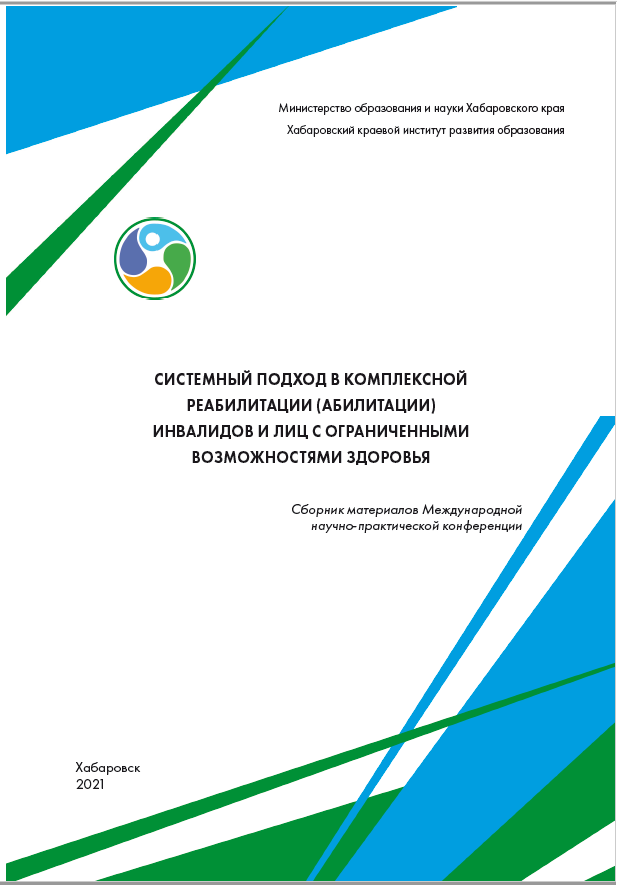 Министерство образования и науки Хабаровского края
Хабаровский краевой институт развития образования
СИСТЕМНЫЙ ПОДХОД В КОМПЛЕКСНОЙ
РЕАБИЛИТАЦИИ (АБИЛИТАЦИИ)
ИНВАЛИДОВ И ЛИЦ С ОГРАНИЧЕННЫМИ
ВОЗМОЖНОСТЯМИ ЗДОРОВЬЯ
Сборник материалов Международной
научно-практической конференции
Хабаровск
2021